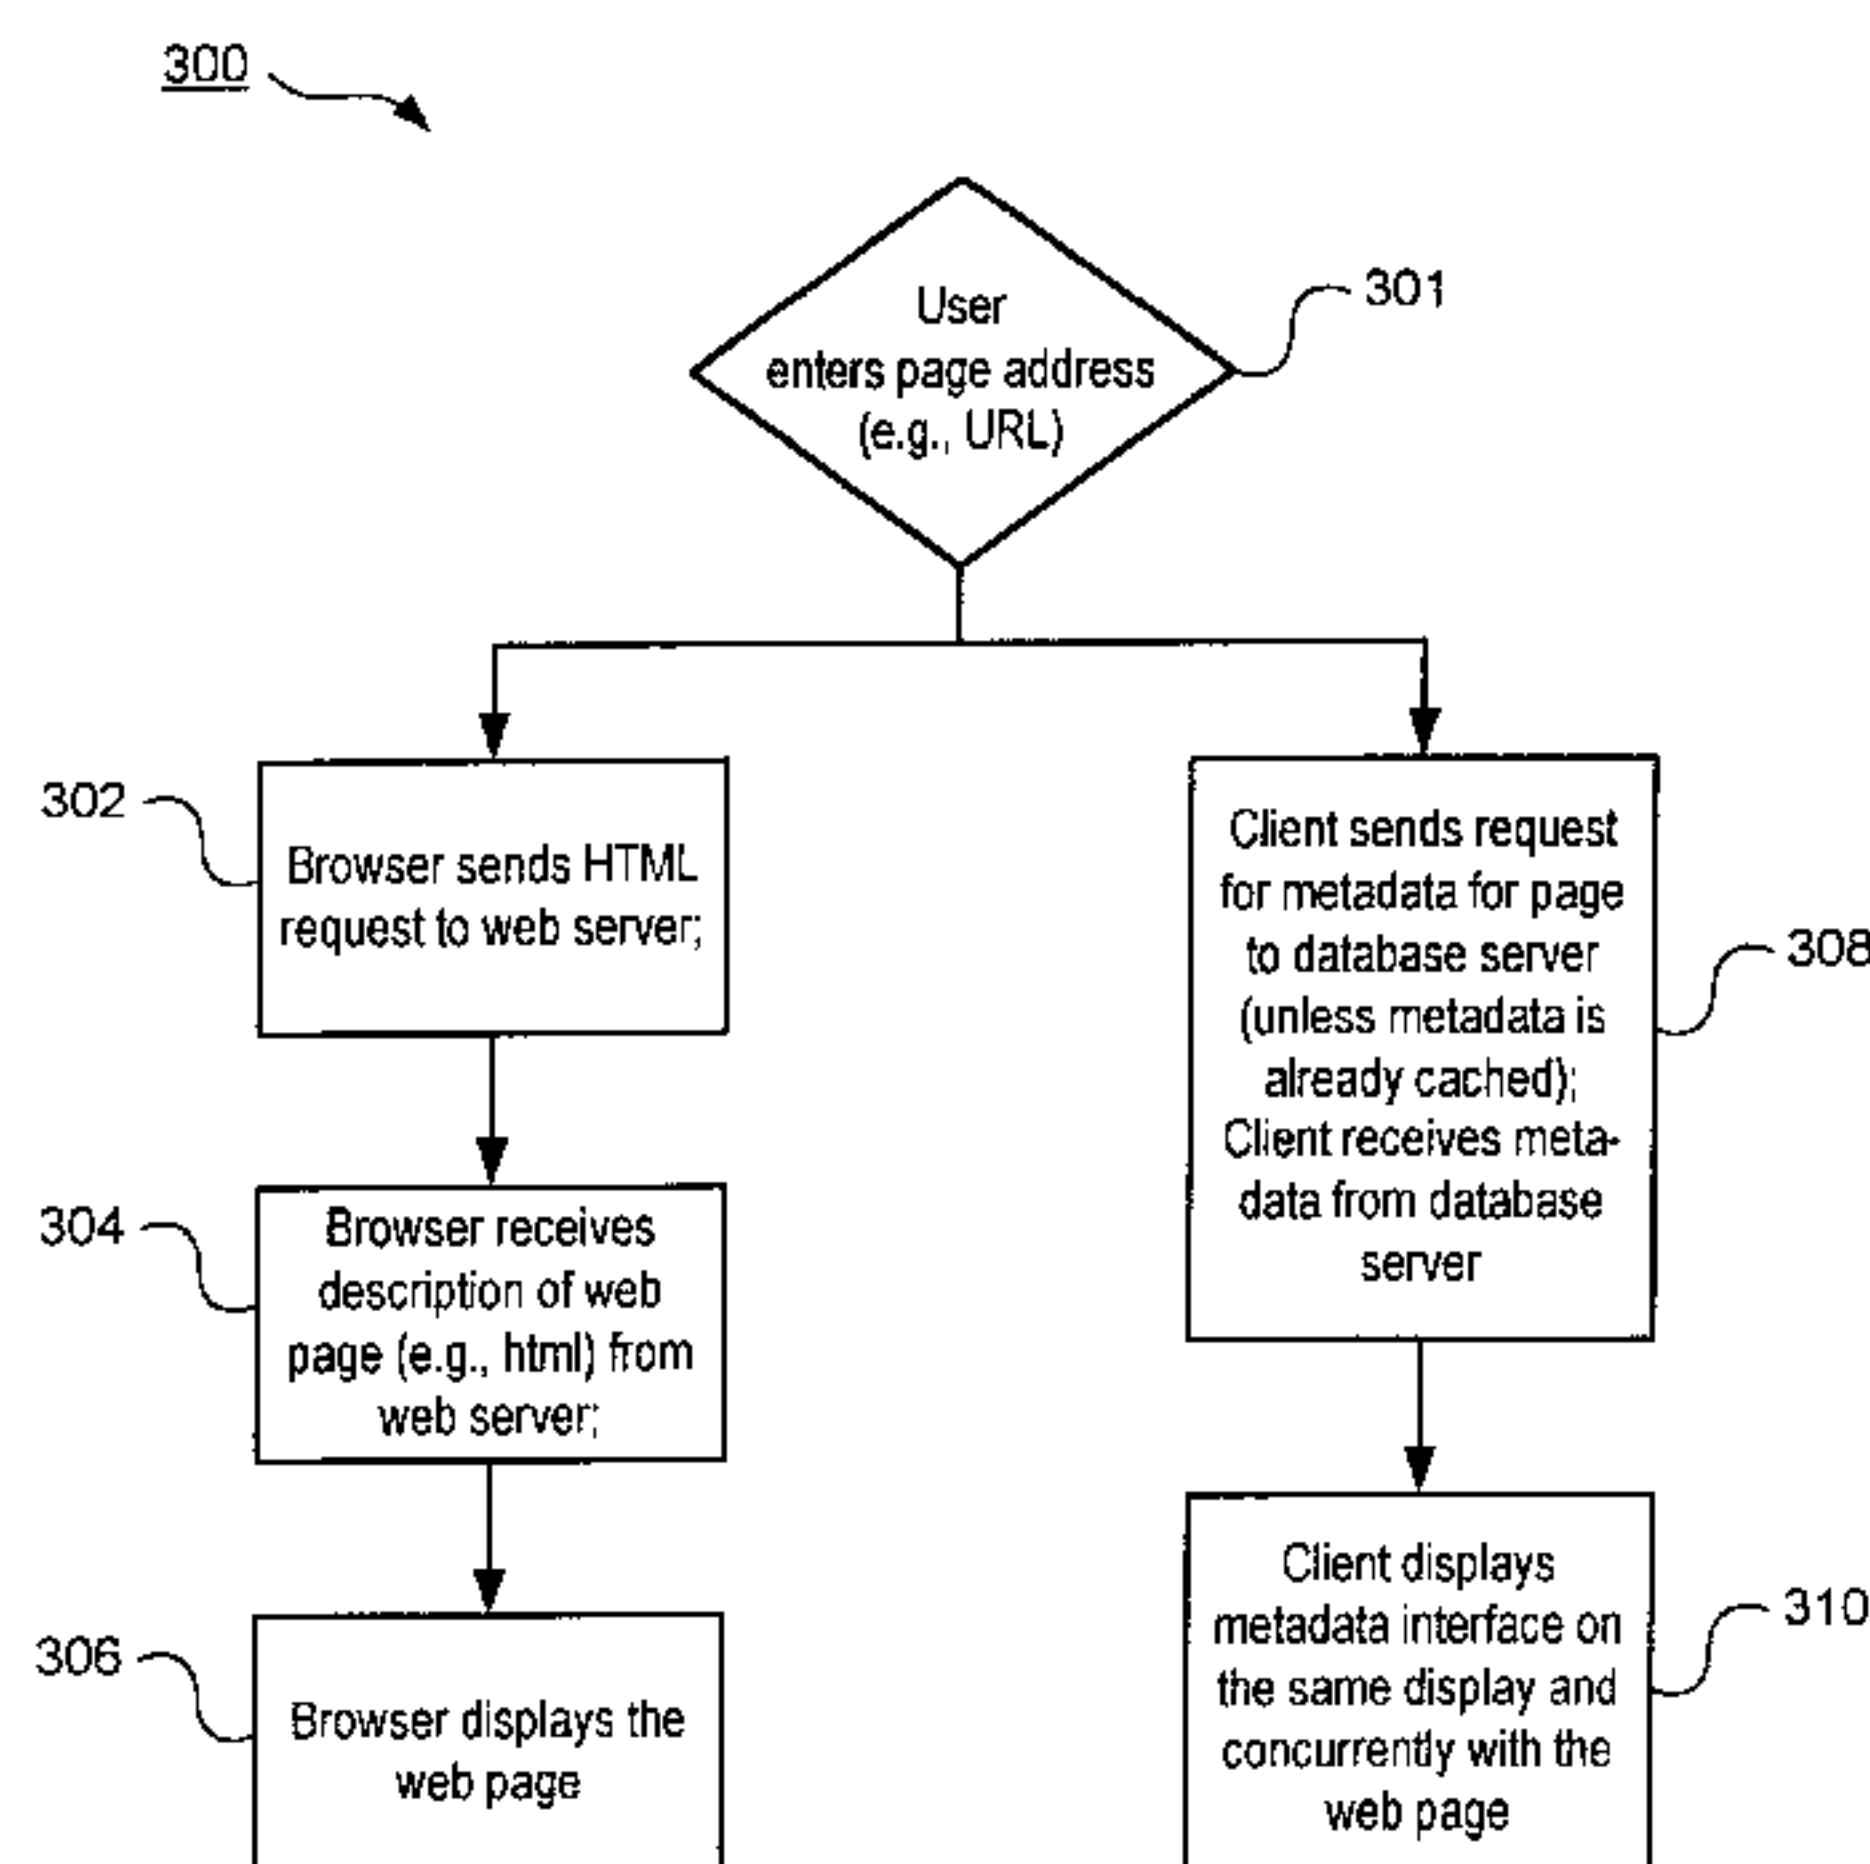 300
User
enters page address
(e.g., URL)
301
302
Browser sends HTML
request to web server;
304
Browser receives
description of web
page (e.g., html) from
web server;
306
Browser displays the
web page
Client sends request
for metadata for page
to database server
(unless metadata is
already cached);
Client receives meta-
data from database
server
308
Client displays
metadata interface on
the same display and
concurrently with the
web page
310